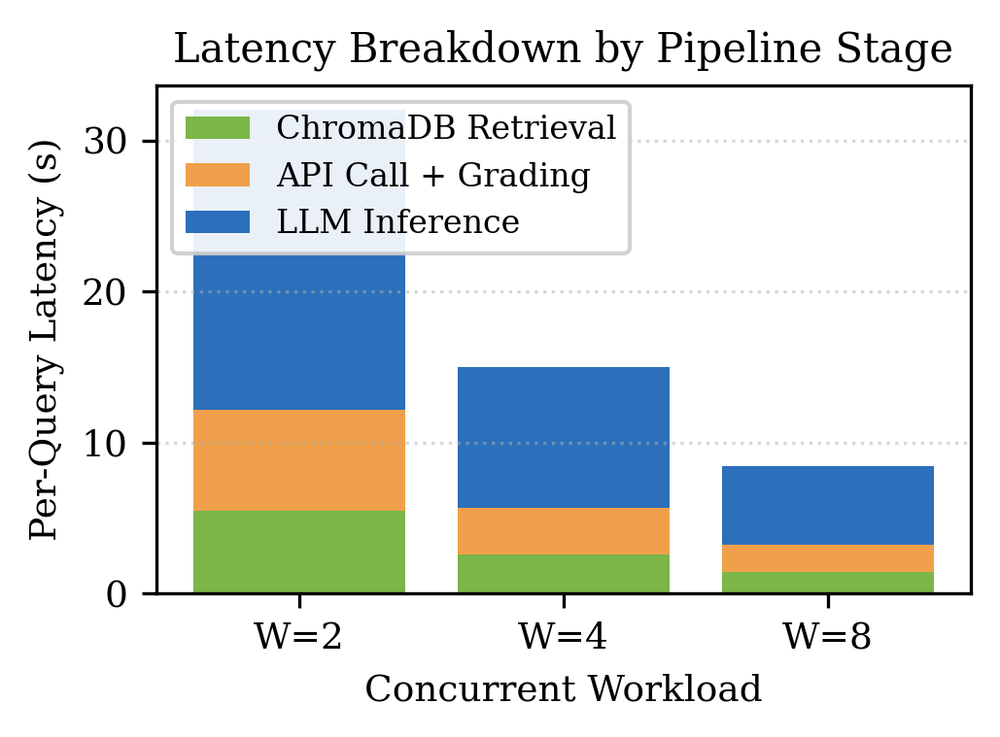 Latency Breakdown by Pipeline Stage
ChromaDB Retrieval
API Call + Grading
LLM Inference
Per-Query Latency (s)
30
20
10
0
W=2 W=4 W=8
Concurrent Workload